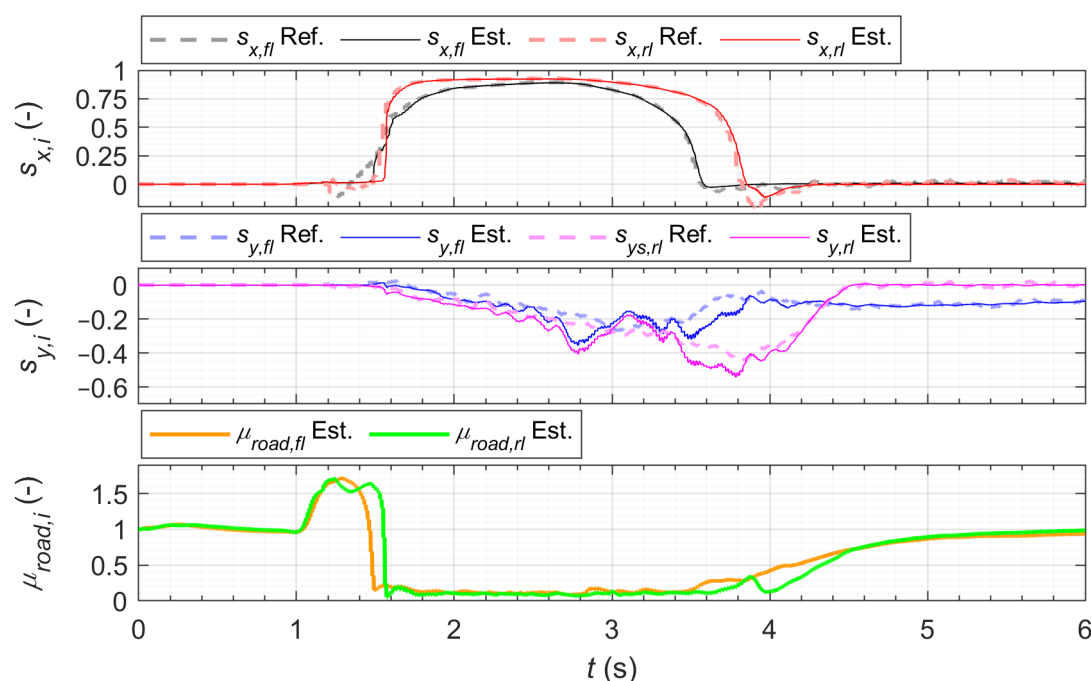 s_x,fl Ref. s_x,fl Est. s_x,rl Ref. s_x,rl Est.
1
0.75
0.5
0.25
0
s_x,i (-)
s_y,fl Ref. s_y,fl Est. s_ys,rl Ref. s_y,rl Est.
0
−0.2
−0.4
−0.6
s_y,i (-)
μ_road,fl Est. μ_road,rl Est.
1.5
1
0.5
0
μ_road,i (-)
0 1 2 3 4 5 6
t (s)